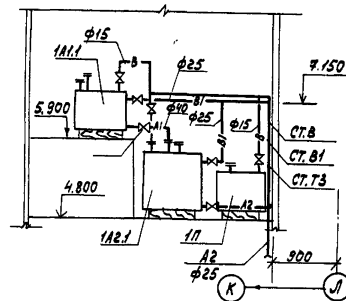 ф15
В
1А1.1
ф25
7.150
ф40
В1
5,900
А1
ф25
ф15
В1
В
СТ.В
СТ.В1
СТ.Т3
4.800
А2
1А2.1
1П
А2
ф25
900
К
Л